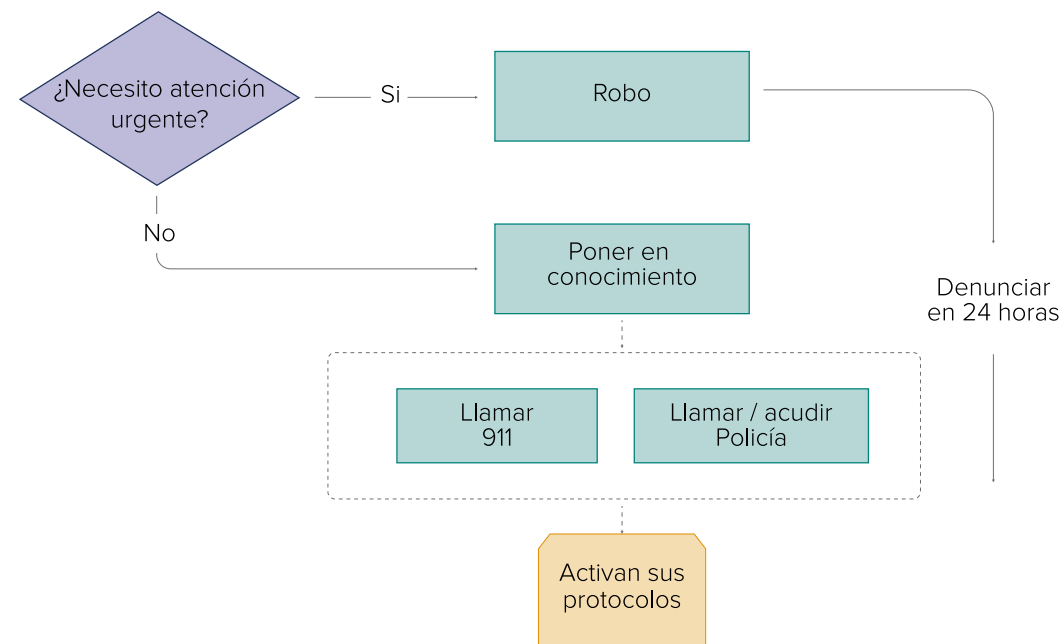 ¿Necesito atención
urgente?
Si
Robo
No
Poner en
conocimiento
Denunciar
en 24 horas
Llamar
911
Llamar / acudir
Policía
Activan sus
protocolos